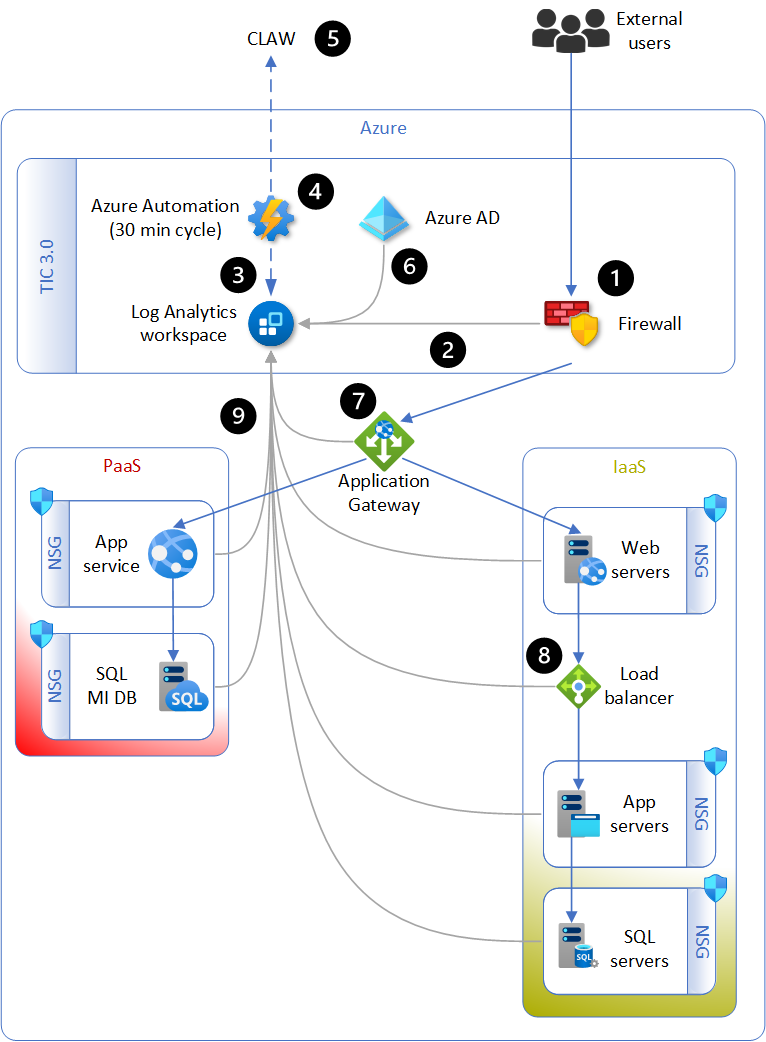 CLAW
5
External
users
Azure
TIC 3.0
Azure Automation
(30 min cycle)
4
Azure AD
6
3
Log Analytics
workspace
1
Firewall
2
9
7
Application
Gateway
PaaS
NSG
App
service
NSG
SQL
MI DB
SQL
IaaS
Web
servers
NSG
8
Load
balancer
App
servers
NSG
SQL
SQL
servers
NSG